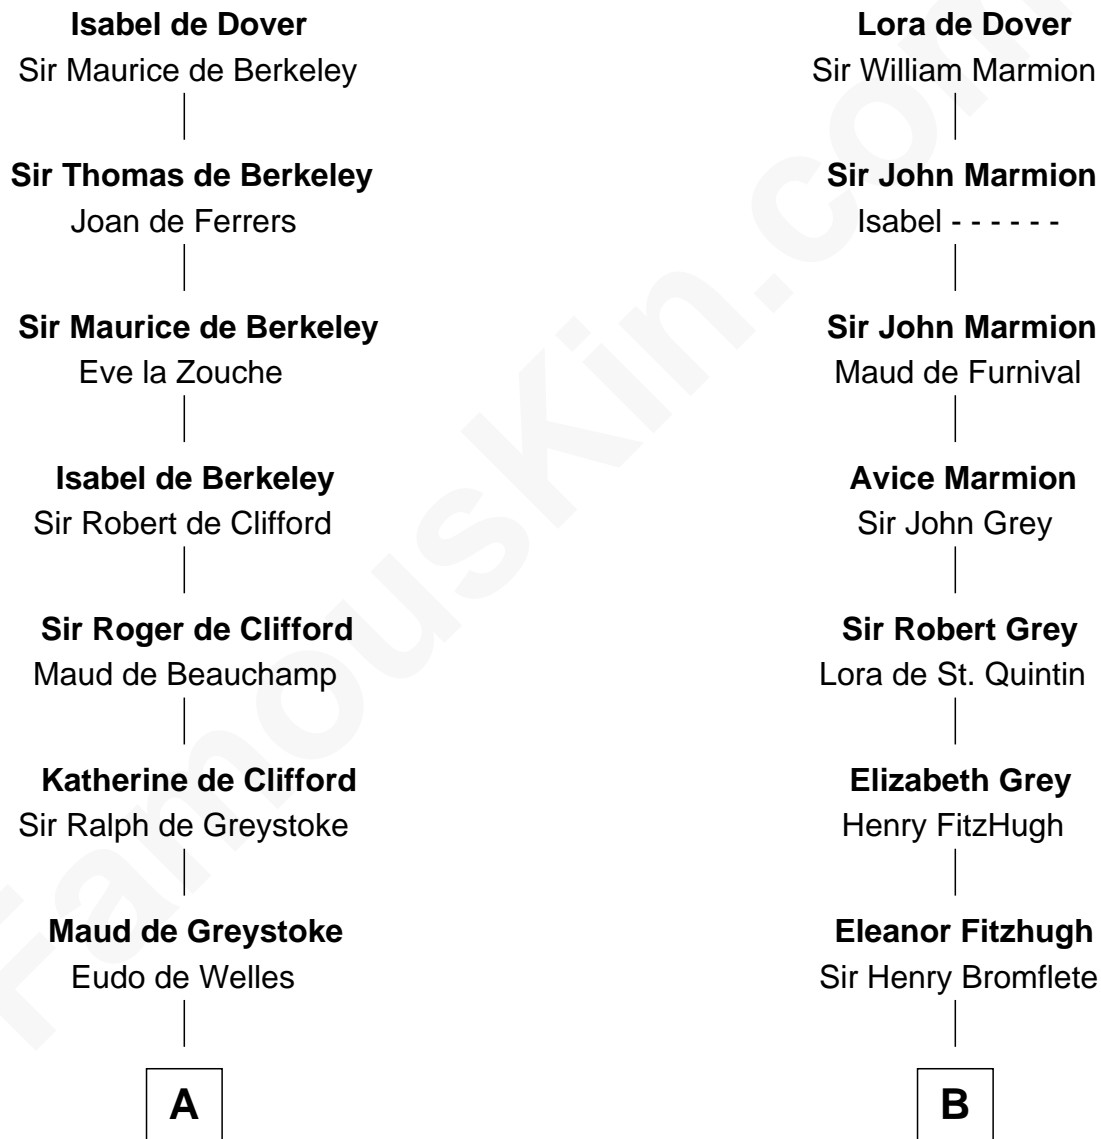 Isabel de Dover
Sir Maurice de Berkeley
Sir Thomas de Berkeley
Joan de Ferrers
Sir Maurice de Berkeley
Eve la Zouche
Isabel de Berkeley
Sir Robert de Clifford
Sir Roger de Clifford
Maud de Beauchamp
Katherine de Clifford
Sir Ralph de Greystoke
Maud de Greystoke
Eudo de Welles
A
Lora de Dover
Sir William Marmion
Sir John Marmion
Isabel - - - - - -
Sir John Marmion
Maud de Furnival
Avice Marmion
Sir John Grey
Sir Robert Grey
Lora de St. Quintin
Elizabeth Grey
Henry FitzHugh
Eleanor Fitzhugh
Sir Henry Bromflete
B
FamousKin.com